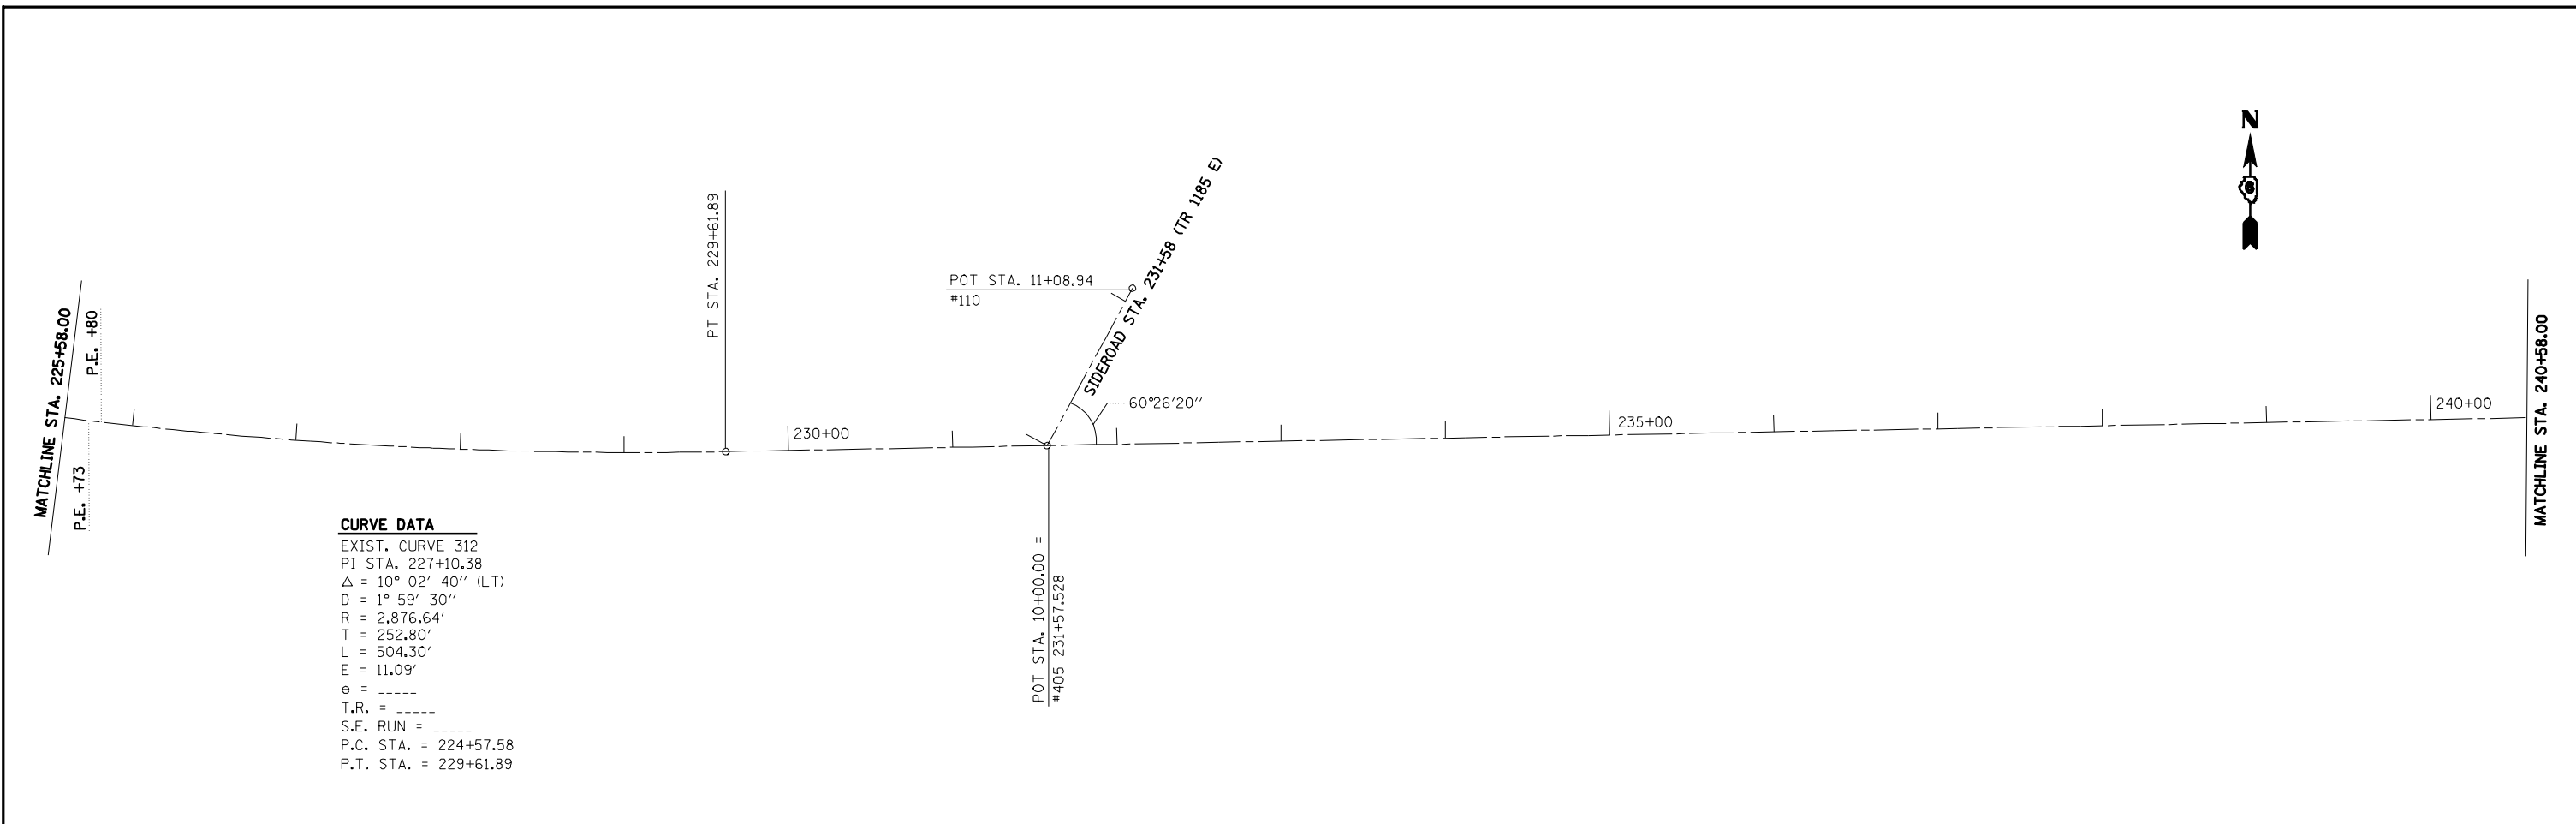 N
6
MATCHLINE STA. 225+58.00
P.E. +80
P.E. +73
PT STA. 229+61.89
230+00
POT STA. 11+08.94
#110
SIDEROAD STA. 231+58 (TR 1185 E)
60°26'20''
POT STA. 10+00.00 =
#405 231+57.528
235+00
240+00
MATCHLINE STA. 240+58.00
CURVE DATA
EXIST. CURVE 312
PI STA. 227+10.38
△ = 10° 02' 40'' (LT)
D = 1° 59' 30''
R = 2,876.64'
T = 252.80'
L = 504.30'
E = 11.09'
e = _____
T.R. = _____
S.E. RUN = _____
P.C. STA. = 224+57.58
P.T. STA. = 229+61.89